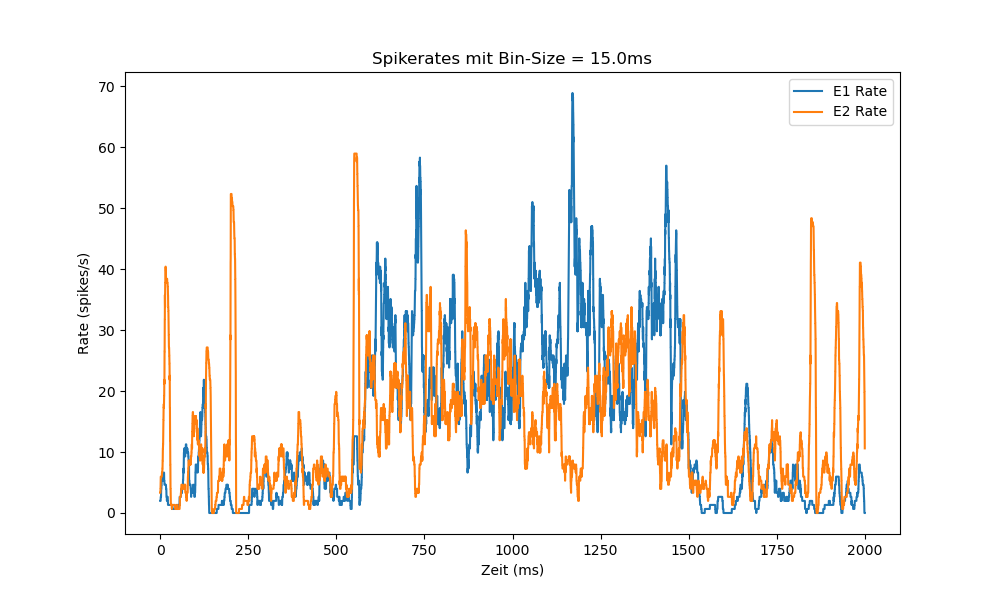 Spikerates mit Bin-Size = 15.0ms
E1 Rate
E2 Rate
Rate (spikes/s)
70
60
50
40
30
20
10
0
0 250 500 750 1000 1250 1500 1750 2000
Zeit (ms)